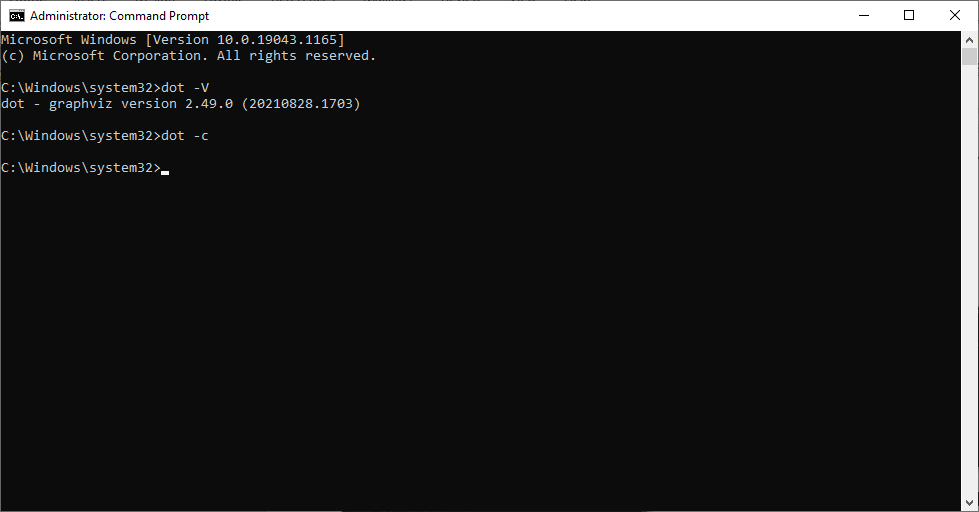 Administrator: Command Prompt
Microsoft Windows [Version 10.0.19043.1165]
(c) Microsoft Corporation. All rights reserved.
C:\Windows\system32>dot -V
dot - graphviz version 2.49.0 (20210828.1703)
C:\Windows\system32>dot -c
C:\Windows\system32>